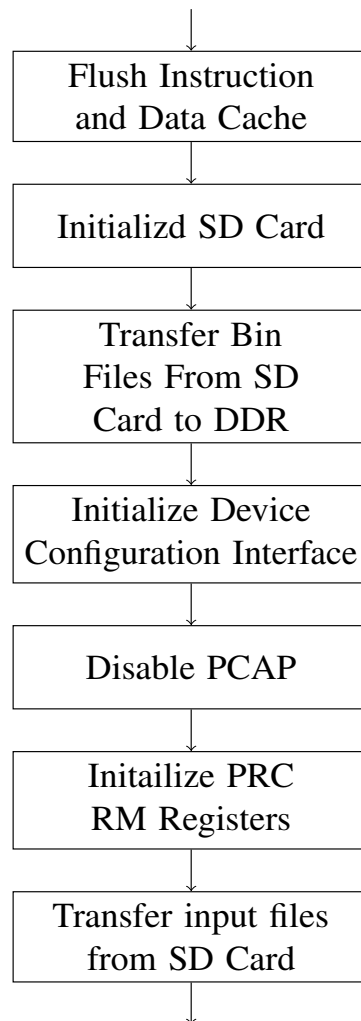 Flush Instruction
and Data Cache
Initializd SD Card
Transfer Bin
Files From SD
Card to DDR
Initialize Device
Configuration Interface
Disable PCAP
Initailize PRC
RM Registers
Transfer input files
from SD Card